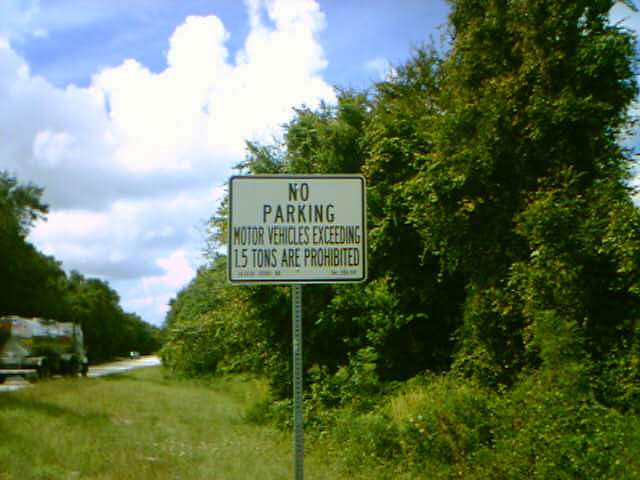 NO
PARKING
MOTOR VEHICLES EXCEEDING
1.5 TONS ARE PROHIBITED